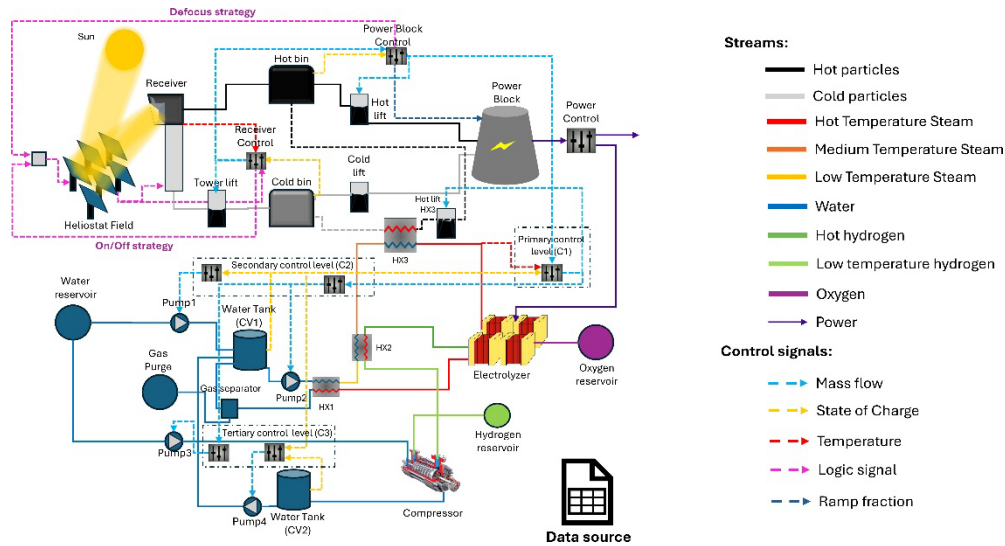 Defocus strategy
Sun
Power Block
Control
Hot bin
Receiver
Power
Block
Power
Control
Hot
lift
Receiver
Control
Cold
lift
Tower lift
Cold bin
Hot lift
HX3
Heliostat Field
On/Off strategy
HX3
Primary control
level (C1)
Secondary control level (C2)
Water
reservoir
Pump1
Water Tank
(CV1)
HX2
Gas
Purge
Gas separator
Pump2
HX1
Electrolyzer
Oxygen
reservoir
Tertiary control level (C3)
Pump3
Hydrogen
reservoir
Pump4
Water Tank
(CV2)
Compressor
Data source
Streams:
Hot particles
Cold particles
Hot Temperature Steam
Medium Temperature Steam
Low Temperature Steam
Water
Hot hydrogen
Low temperature hydrogen
Oxygen
Power
Control signals:
Mass flow
State of Charge
Temperature
Logic signal
Ramp fraction